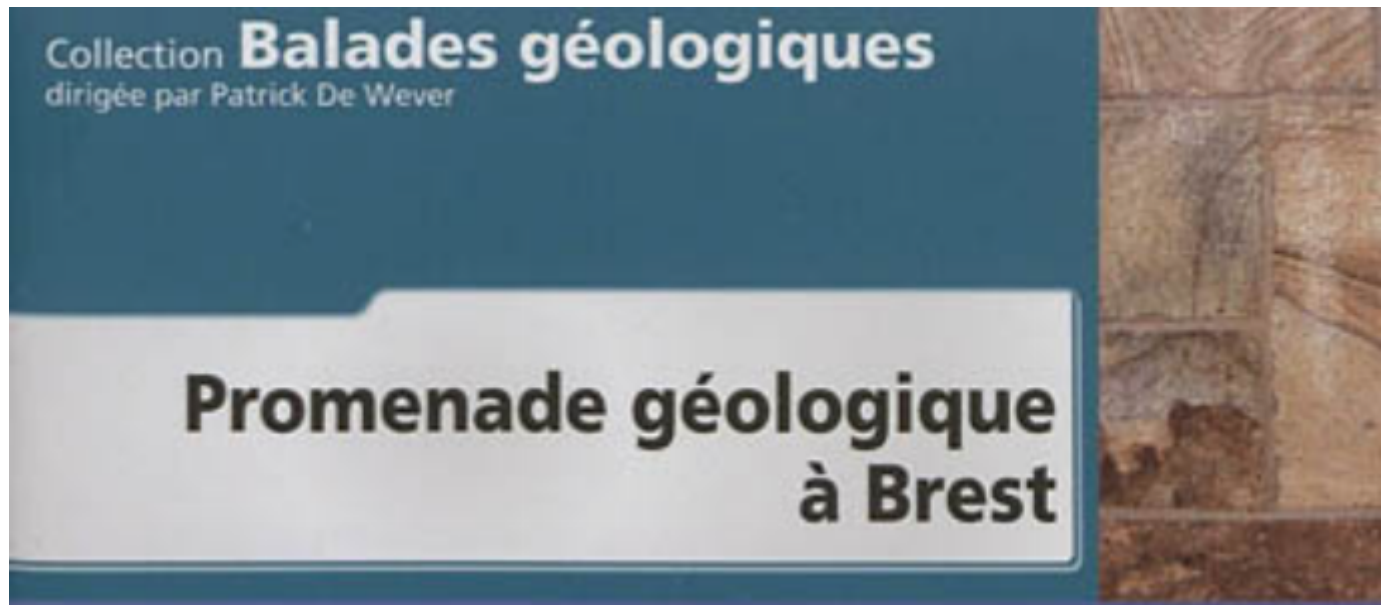 Collection Balades géologiques
dirigée par Patrick De Wever
Promenade géologique
à Brest